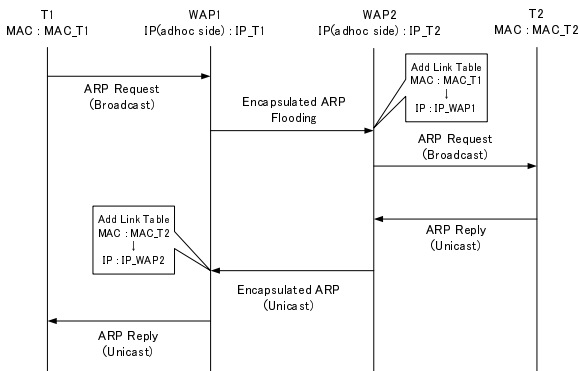 T1
MAC : MAC_T1
WAP1
IP(adhoc side) : IP_T1
WAP2
IP(adhoc side) : IP_T2
T2
MAC : MAC_T2
ARP Request
(Broadcast)
Encapsulated ARP
Flooding
Add Link Table
MAC : MAC_T1
↓
IP : IP_WAP1
ARP Request
(Broadcast)
ARP Reply
(Unicast)
Add Link Table
MAC : MAC_T2
↓
IP : IP_WAP2
Encapsulated ARP
(Unicast)
ARP Reply
(Unicast)